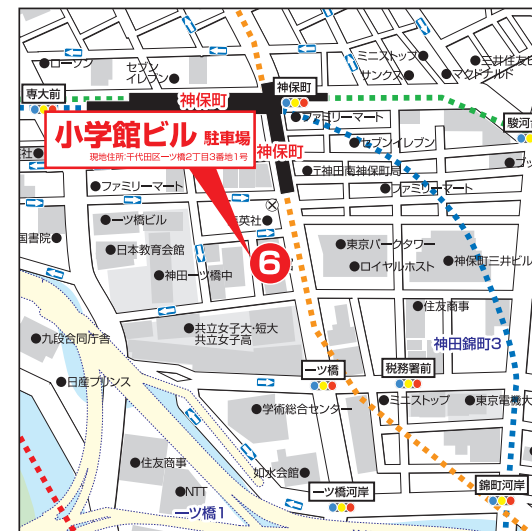 ローソン
セブン
イレブン
ミニストップ
サンクス
三井住友
マクドナルド
専大前
神保町
神保町
駿河
ファミリーマート
小学館ビル 駐車場
現地住所:千代田区一ツ橋2丁目3番地1号
神保町
セブンイレブン
社
〒神田南神保町局
ファミリーマート
ファミリーマート
一ツ橋ビル
英社
国書院
日本教育会館
東京パークタワー
6
神田一ツ橋中
ロイヤルホスト
神保町三井ビル
住友商事
共立女子大・短大
共立女子高
九段合同庁舎
神田錦町3
一ツ橋
税務署前
日産プリンス
学術総合センター
ミニストップ
東京電機大
住友商事
如水会館
NTT
一ツ橋河岸
錦町河岸
一ツ橋1